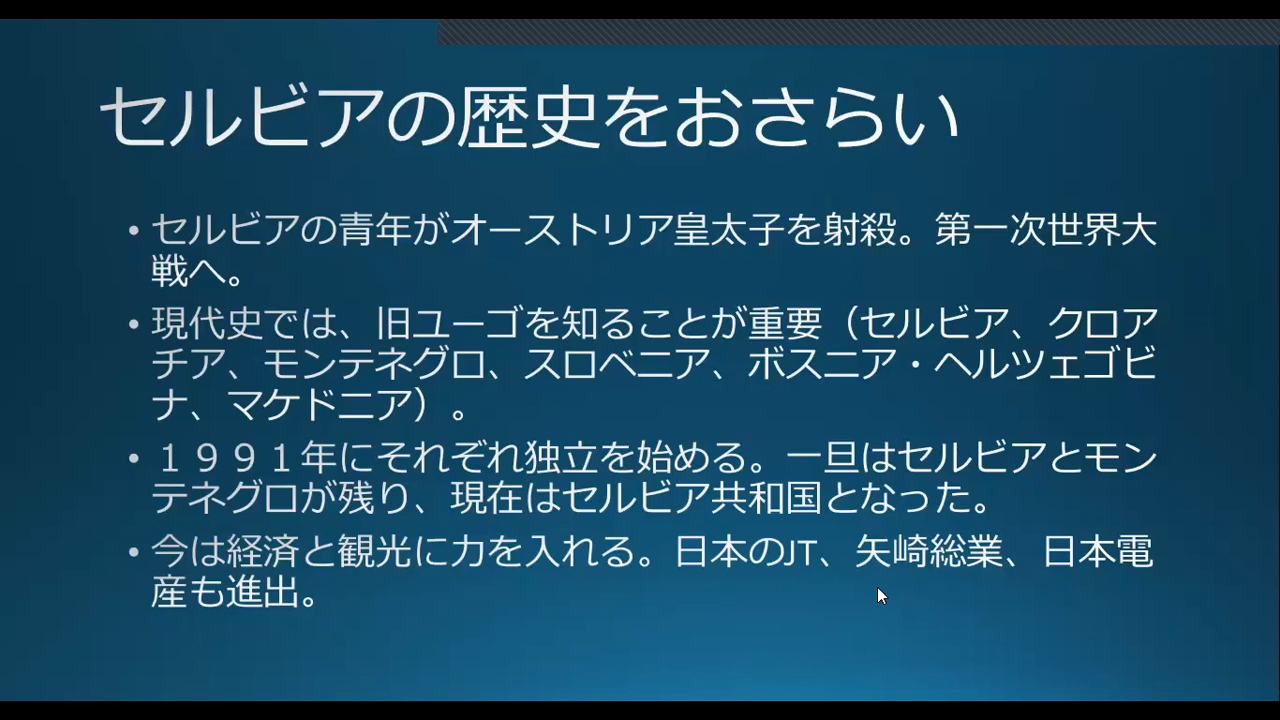 セルビアの歴史をおさらい
• セルビアの青年がオーストリア皇太子を射殺。第一次世界大
戦へ。
• 現代史では、旧ユーゴを知ることが重要（セルビア、クロア
チア、モンテネグロ、スロベニア、ボスニア・ヘルツェゴビ
ナ、マケドニア）。
• １９９１年にそれぞれ独立を始める。一旦はセルビアとモン
テネグロが残り、現在はセルビア共和国となった。
• 今は経済と観光に力を入れる。日本のJT、矢崎総業、日本電
産も進出。